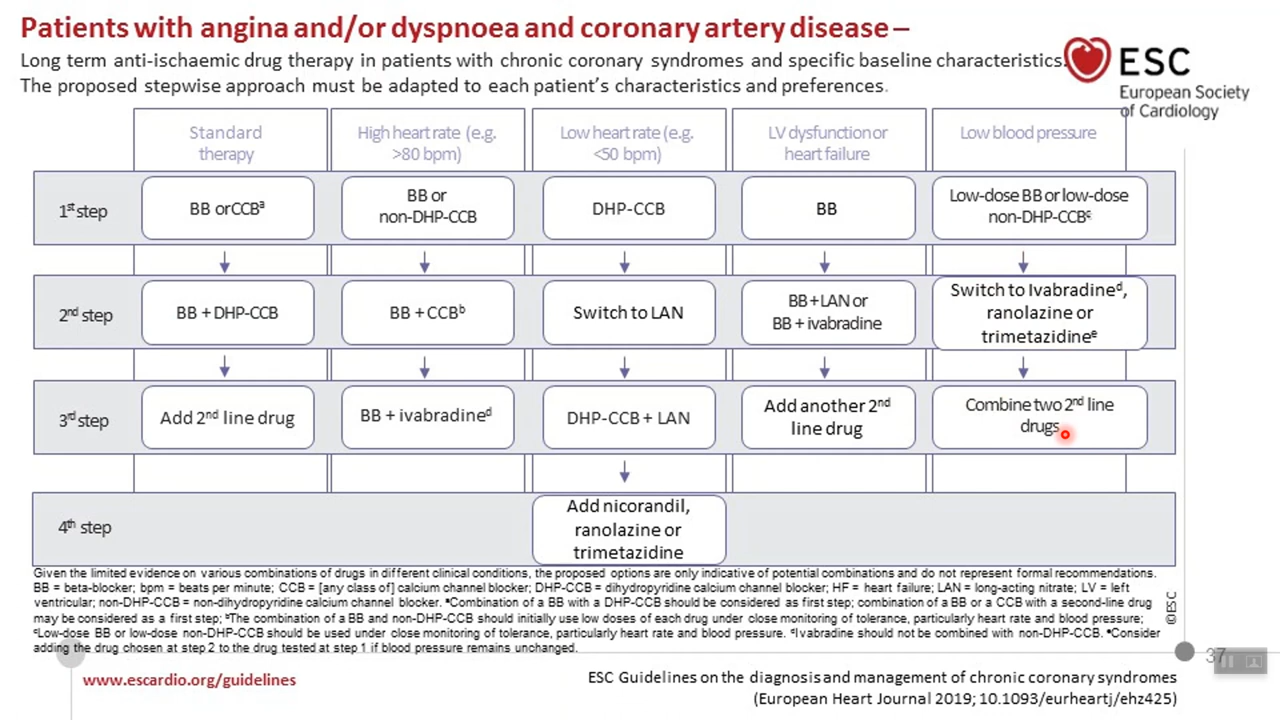 Patients with angina and/or dyspnoea and coronary artery disease –
Long term anti-ischaemic drug therapy in patients with chronic coronary syndromes and specific baseline characteristics.
The proposed stepwise approach must be adapted to each patient's characteristics and preferences.
ESC
European Society
of Cardiology
Standard
therapy
High heart rate (e.g.
>80 bpm)
Low heart rate (e.g.
<50 bpm)
LV dysfunction or
heart failure
Low blood pressure
1st step
BB or CCBª
BB or
non-DHP-CCB
DHP-CCB
BB
Low-dose BB or low-dose
non-DHP-CCBᶜ
2nd step
BB + DHP-CCB
BB + CCBᵇ
Switch to LAN
BB + LAN or
BB + ivabradine
Switch to Ivabradineᵈ,
ranolazine or
trimetazidineᵉ
3rd step
Add 2nd line drug
BB + ivabradineᵈ
DHP-CCB + LAN
Add another 2nd
line drug
Combine two 2nd line
drugs
4th step
Add nicorandil,
ranolazine or
trimetazidine
Given the limited evidence on various combinations of drugs in different clinical conditions, the proposed options are only indicative of potential combinations and do not represent formal recommendations.
BB = beta-blocker; bpm = beats per minute; CCB = [any class of] calcium channel blocker; DHP-CCB = dihydropyridine calcium channel blocker; HF = heart failure; LAN = long-acting nitrate; LV = left
ventricular; non-DHP-CCB = non-dihydropyridine calcium channel blocker. ªCombination of a BB with a DHP-CCB should be considered as first step; combination of a BB or a CCB with a second-line drug
may be considered as a first step; ᵇThe combination of a BB and non-DHP-CCB should initially use low doses of each drug under close monitoring of tolerance, particularly heart rate and blood pressure;
ᶜLow-dose BB or low-dose non-DHP-CCB should be used under close monitoring of tolerance, particularly heart rate and blood pressure. ᵈIvabradine should not be combined with non-DHP-CCB. ᵉConsider
adding the drug chosen at step 2 to the drug tested at step 1 if blood pressure remains unchanged.
©ESC
37
www.escardio.org/guidelines
ESC Guidelines on the diagnosis and management of chronic coronary syndromes
(European Heart Journal 2019; 10.1093/eurheartj/ehz425)